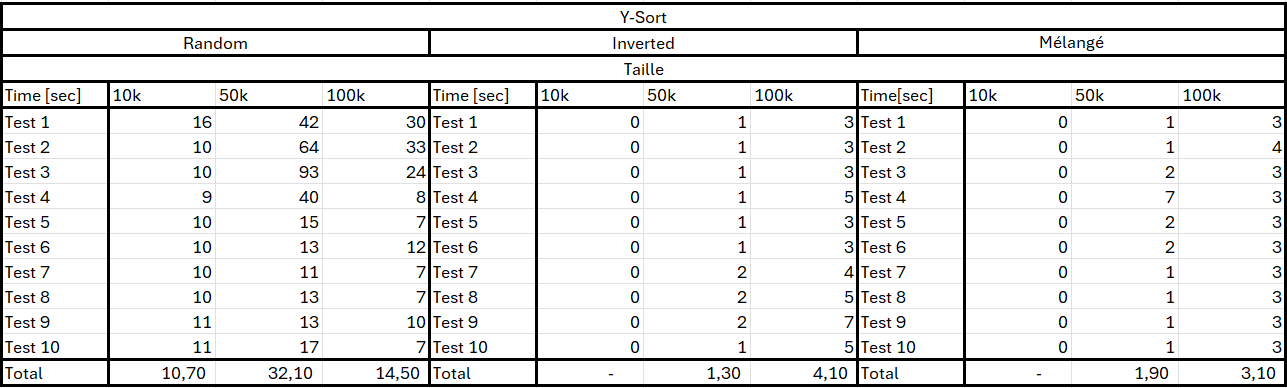 Y-Sort
Random Inverted Mélangé
Taille
Time [sec] 10k 50k 100k Time [sec] 10k 50k 100k Time[sec] 10k 50k 100k
Test 1 16 42 30 Test 1 0 1 3 Test 1 0 1 3
Test 2 10 64 33 Test 2 0 1 3 Test 2 0 1 4
Test 3 10 93 24 Test 3 0 1 3 Test 3 0 2 3
Test 4 9 40 8 Test 4 0 1 5 Test 4 0 7 3
Test 5 10 15 7 Test 5 0 1 3 Test 5 0 2 3
Test 6 10 13 12 Test 6 0 1 3 Test 6 0 2 3
Test 7 10 11 7 Test 7 0 2 4 Test 7 0 1 3
Test 8 10 13 7 Test 8 0 2 5 Test 8 0 1 3
Test 9 11 13 10 Test 9 0 2 7 Test 9 0 1 3
Test 10 11 17 7 Test 10 0 1 5 Test 10 0 1 3
Total 10,70 32,10 14,50 Total - 1,30 4,10 Total - 1,90 3,10